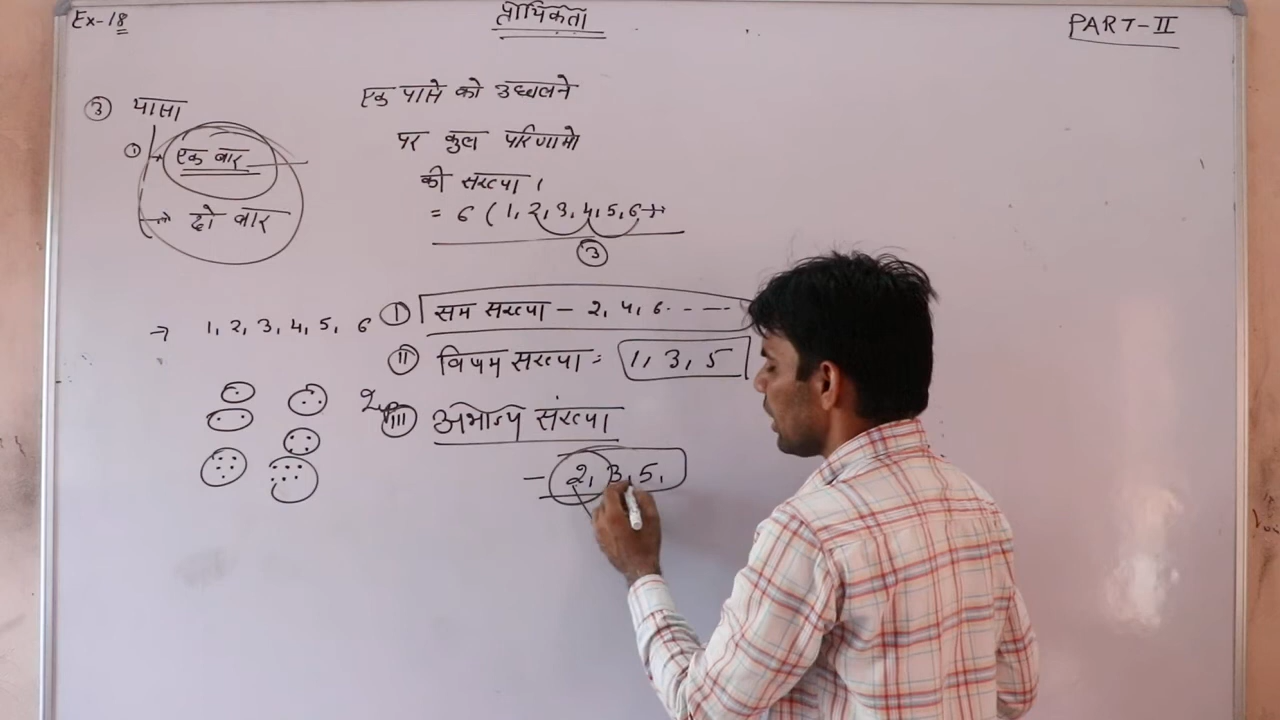 Ex-18
प्रायिकता
PART-II
③ पासा
① एक बार
दो बार
एक पासे को उछालने
पर कुल परिणामो
की संख्या ।
= 6 ( 1, 2, 3, 4, 5, 6
③
→ 1, 2, 3, 4, 5, 6
Ⓘ सम संख्या - 2, 4, 6 - - -
Ⅱ विषम संख्या = 1, 3, 5
Ⅲ अभाज्य संख्या
- 2, 3, 5,